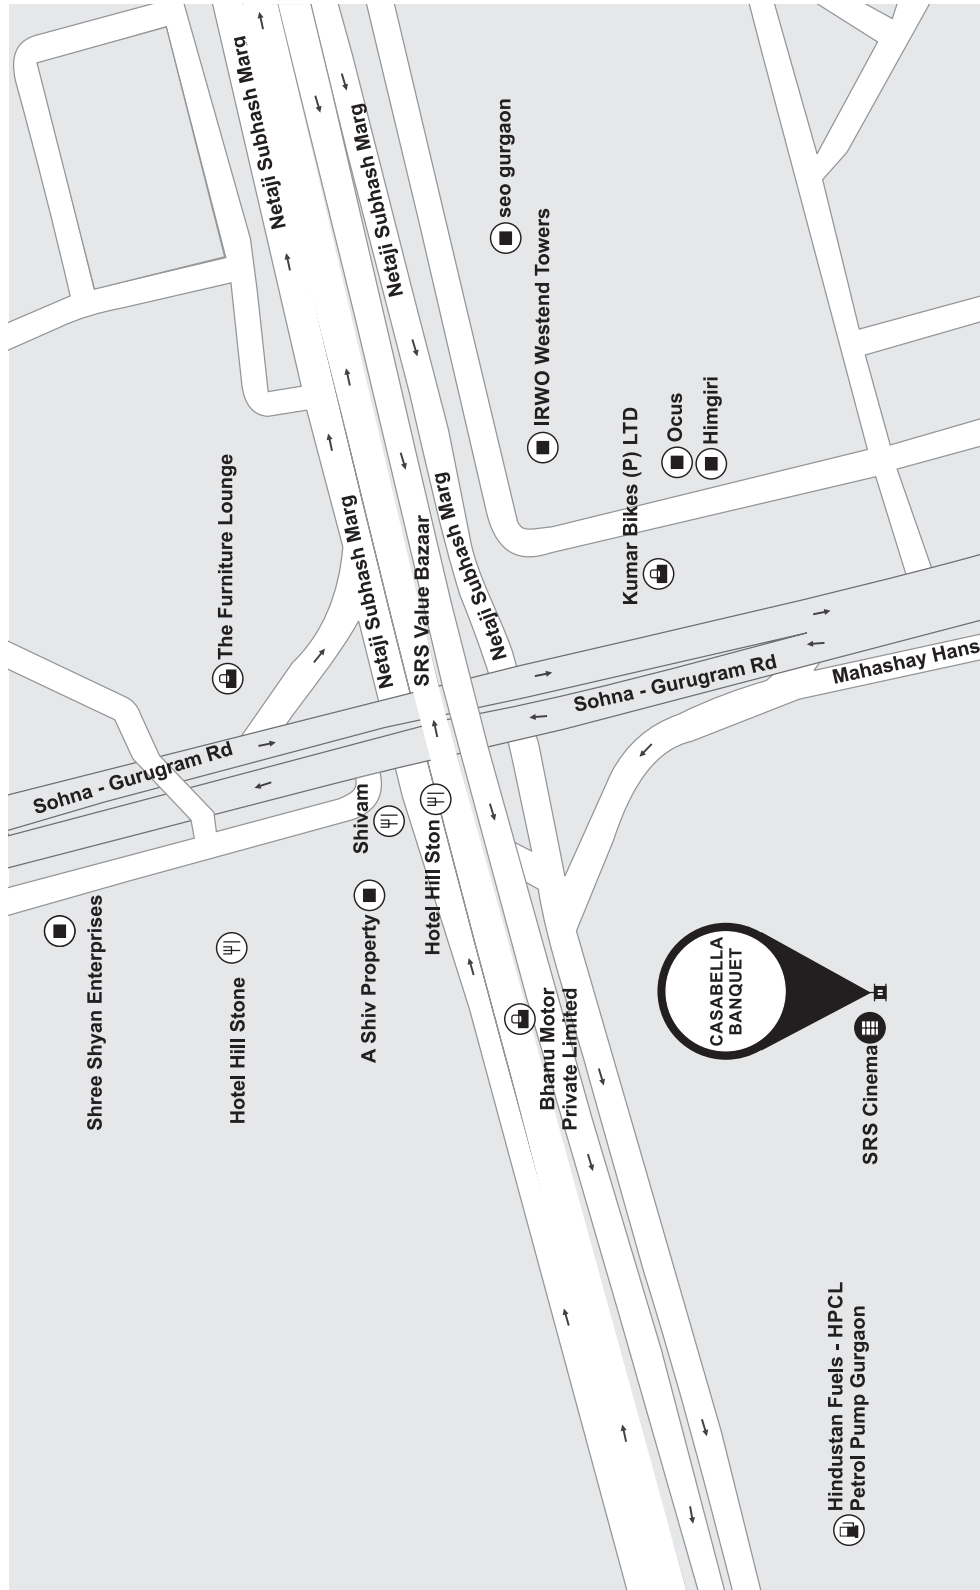 Shree Shyan Enterprises
Sohna - Gurugram Rd
Hotel Hill Stone
The Furniture Lounge
Netaji Subhash Marg
A Shiv Property
Shivam
Netaji Subhash Marg
Netaji Subhash Marg
Hotel Hill Ston
SRS Value Bazaar
Netaji Subhash Marg
seo gurgaon
IRWO Westend Towers
Bhanu Motor
Private Limited
Kumar Bikes (P) LTD
Ocus
Himgiri
Sohna - Gurugram Rd
CASABELLA
BANQUET
Mahashay Hans
SRS Cinema
Hindustan Fuels - HPCL
Petrol Pump Gurgaon